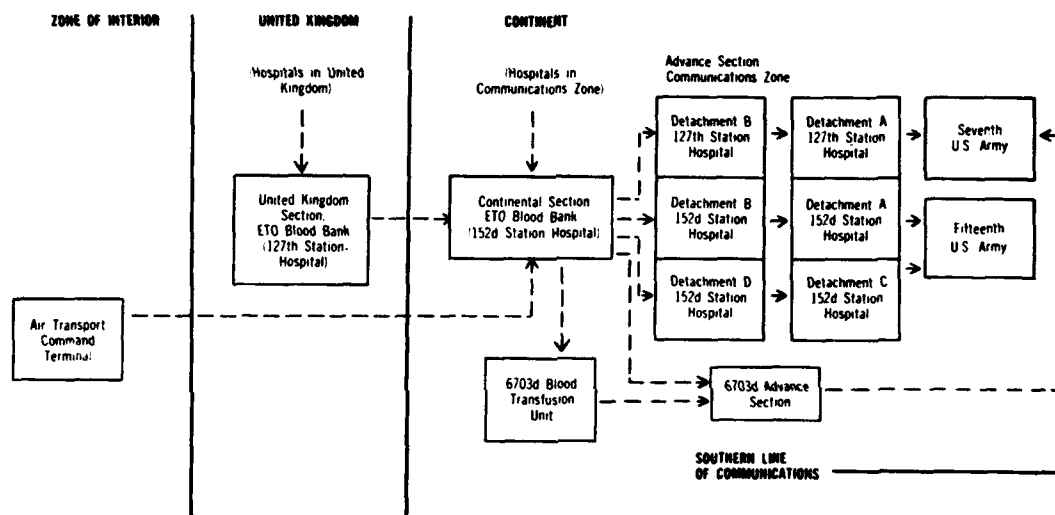 ZONE OF INTERIOR
UNITED KINGDOM
CONTINENT
(Hospitals in United
Kingdom)
(Hospitals in
Communications Zone)
Advance Section
Communications Zone
United Kingdom
Section,
ETO Blood Bank
(127th Station-
Hospital)
Continental Section
ETO Blood Bank
(152d Station Hospital)
Detachment B
127th Station
Hospital
Detachment A
127th Station
Hospital
Seventh
U S Army
Detachment B
152d Station
Hospital
Detachment A
152d Station
Hospital
Fifteenth
U S Army
Detachment D
152d Station
Hospital
Detachment C
152d Station
Hospital
Air Transport
Command
Terminal
6703d Blood
Transfusion
Unit
6703d Advance
Section
SOUTHERN LINE
OF COMMUNICATIONS